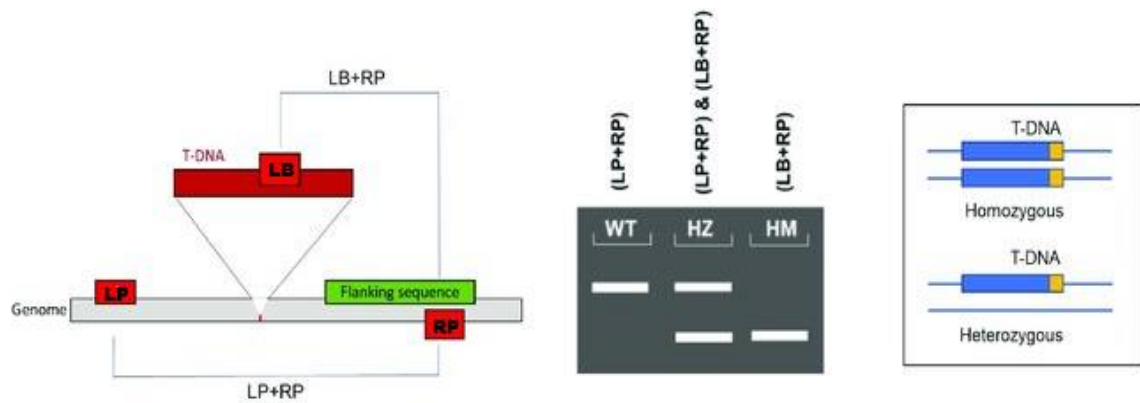 LB+RP
T-DNA
LB
LP
Flanking sequence
Genome
RP
LP+RP
(LP+RP)
(LP+RP) & (LB+RP)
(LB+RP)
WT
HZ
HM
T-DNA
Homozygous
T-DNA
Heterozygous